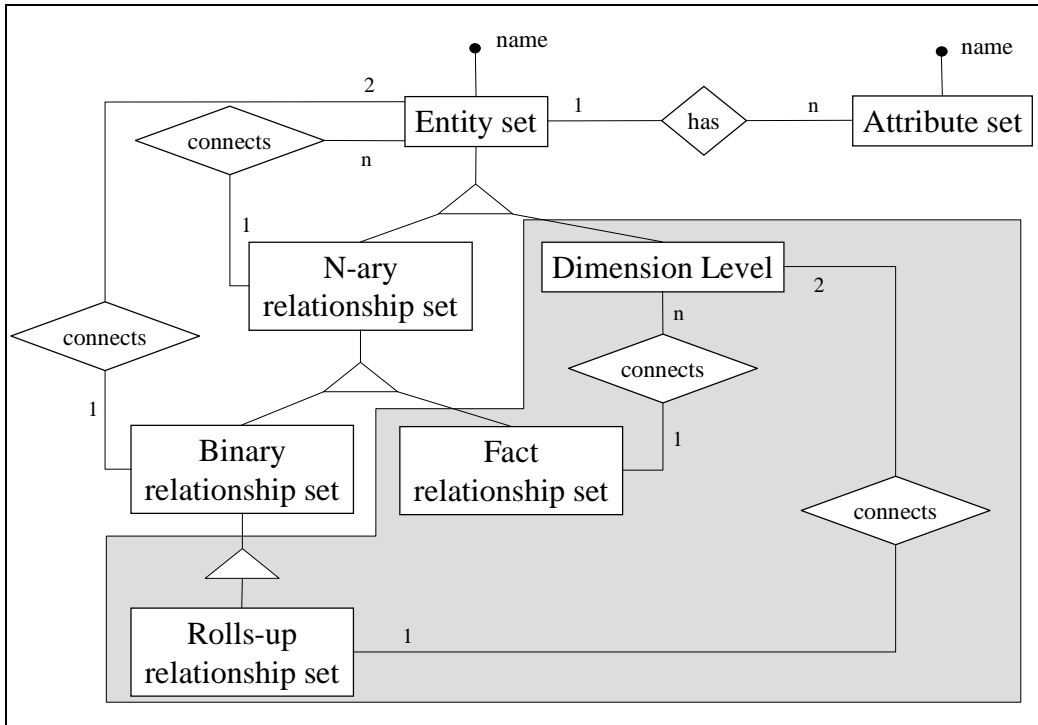 name
name
2
Entity set
1
has
n
Attribute set
connects
n
1
N-ary
relationship set
Dimension Level
2
n
connects
connects
1
1
Binary
relationship set
Fact
relationship set
connects
Rolls-up
relationship set
1